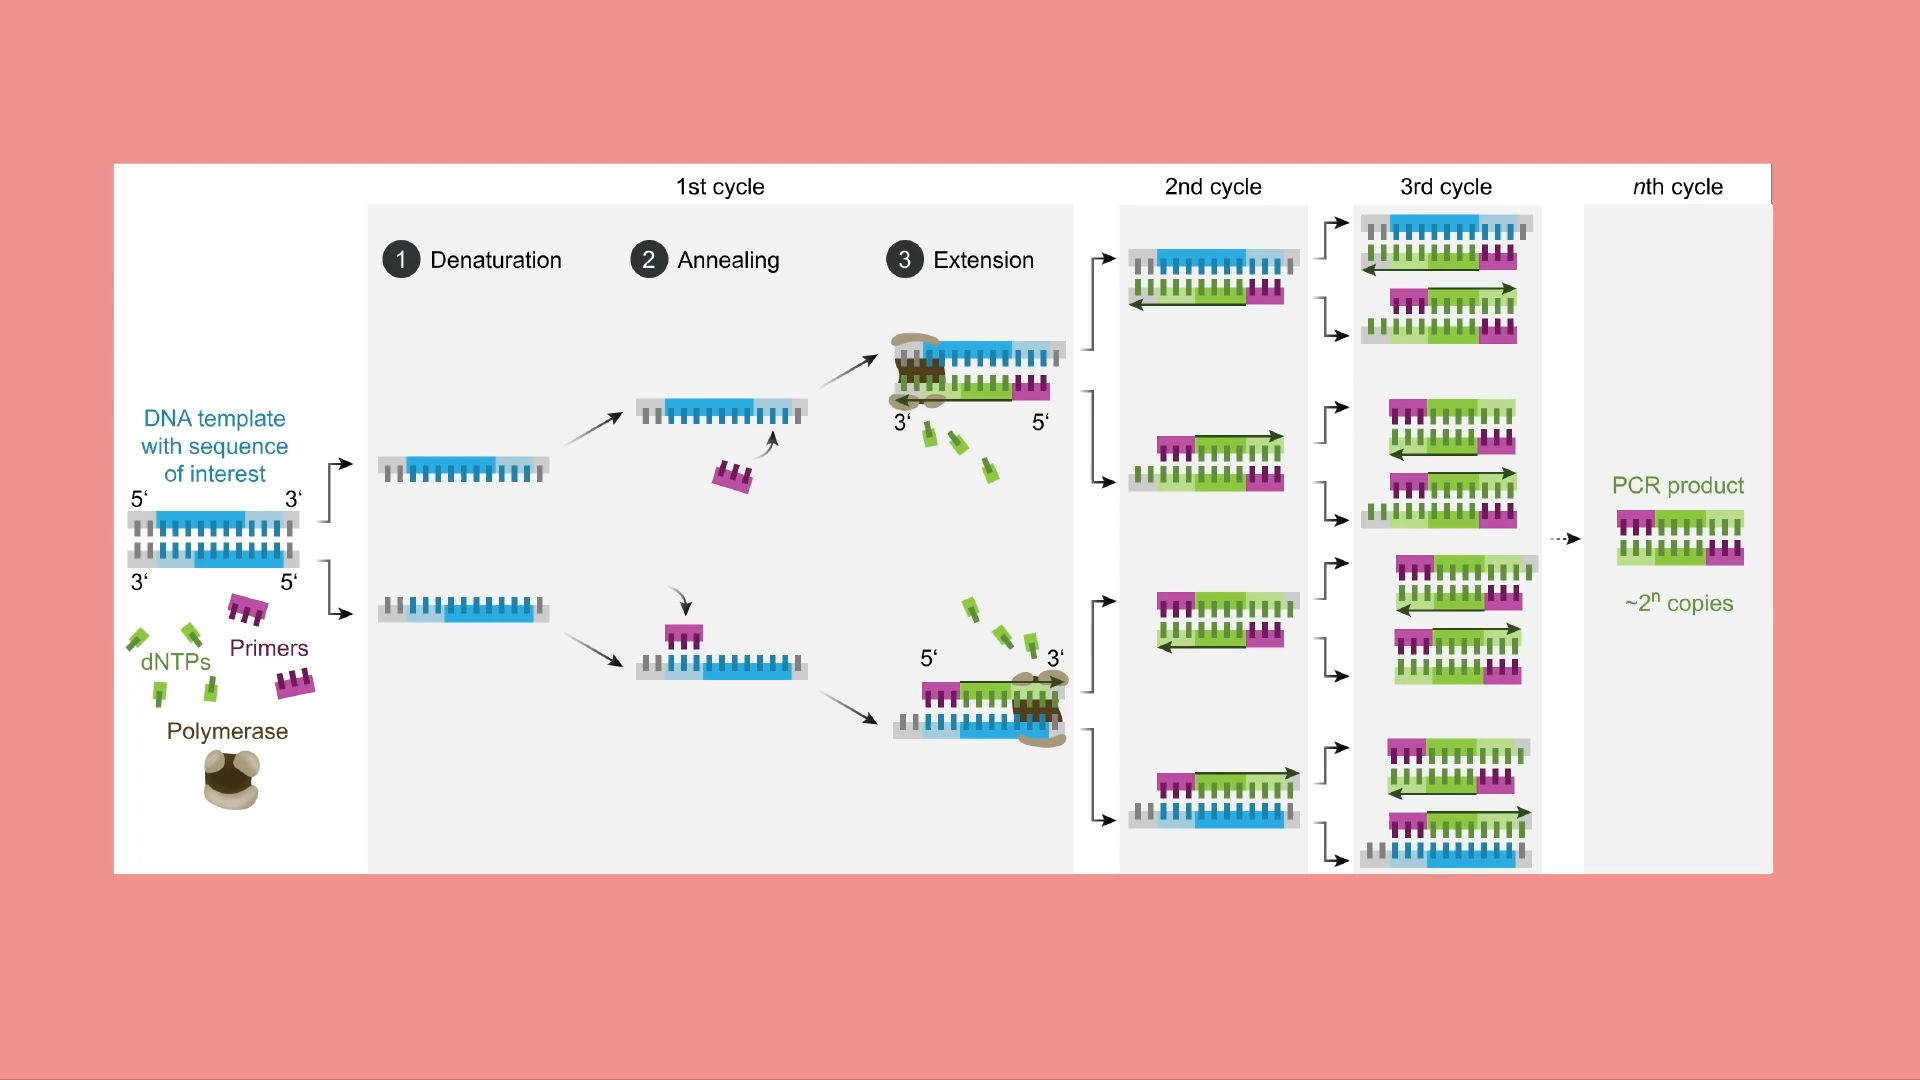 1st cycle
2nd cycle
3rd cycle
nth cycle
1 Denaturation
2 Annealing
3 Extension
DNA template
with sequence
of interest
5‘ 3‘
3‘ 5‘
Primers
dNTPs
Polymerase
3‘ 5‘
5‘ 3‘
PCR product
~2ⁿ copies